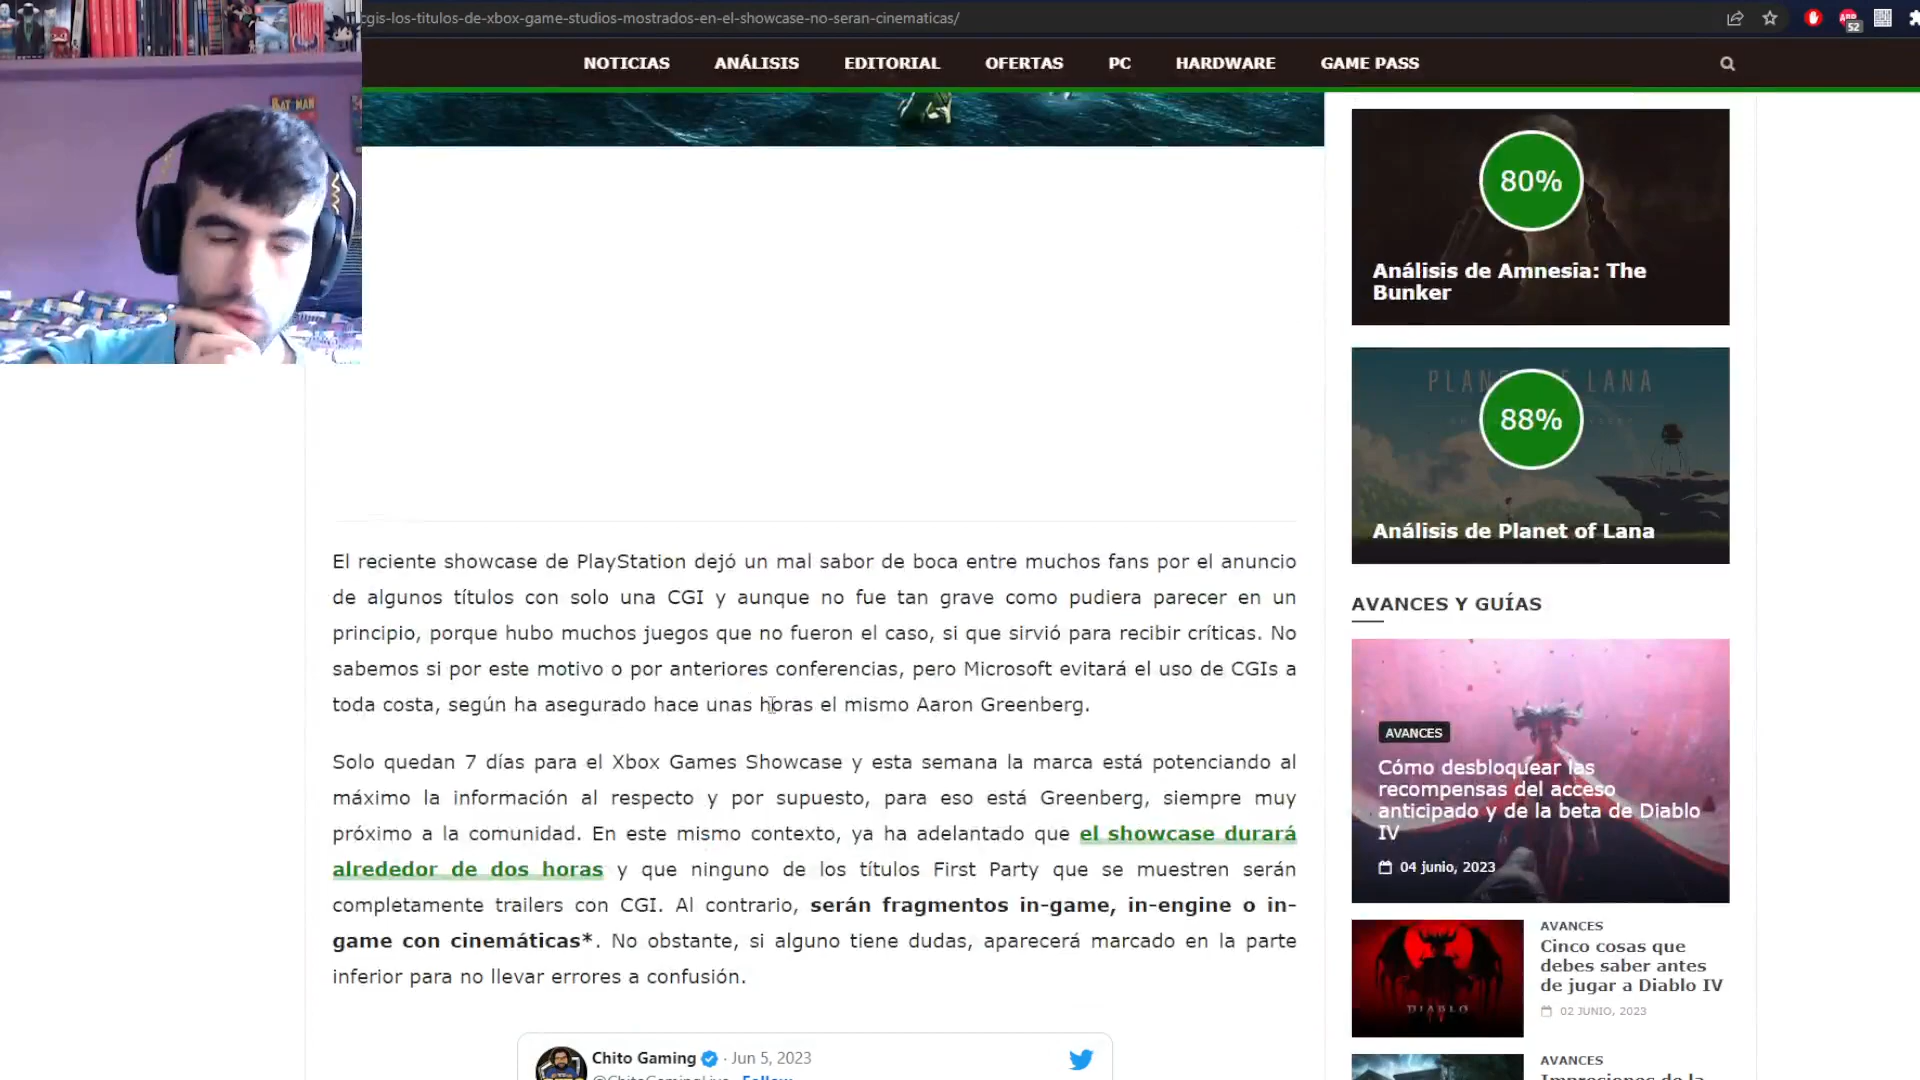 cgis-los-titulos-de-xbox-game-studios-mostrados-en-el-showcase-no-seran-cinematicas/
52
NOTICIAS ANÁLISIS EDITORIAL OFERTAS PC HARDWARE GAME PASS
BATMAN
80%
Análisis de Amnesia: The
Bunker
88%
Análisis de Planet of Lana
El reciente showcase de PlayStation dejó un mal sabor de boca entre muchos fans por el anuncio
de algunos títulos con solo una CGI y aunque no fue tan grave como pudiera parecer en un
principio, porque hubo muchos juegos que no fueron el caso, si que sirvió para recibir críticas. No
sabemos si por este motivo o por anteriores conferencias, pero Microsoft evitará el uso de CGIs a
toda costa, según ha asegurado hace unas horas el mismo Aaron Greenberg.
Solo quedan 7 días para el Xbox Games Showcase y esta semana la marca está potenciando al
máximo la información al respecto y por supuesto, para eso está Greenberg, siempre muy
próximo a la comunidad. En este mismo contexto, ya ha adelantado que el showcase durará
alrededor de dos horas y que ninguno de los títulos First Party que se muestren serán
completamente trailers con CGI. Al contrario, serán fragmentos in-game, in-engine o in-
game con cinemáticas*. No obstante, si alguno tiene dudas, aparecerá marcado en la parte
inferior para no llevar errores a confusión.
Chito Gaming · Jun 5, 2023
@ChitoGamingLive · Follow
AVANCES Y GUÍAS
AVANCES
Cómo desbloquear las
recompensas del acceso
anticipado y de la beta de Diablo
IV
04 junio, 2023
DIABLO
AVANCES
Cinco cosas que
debes saber antes
de jugar a Diablo IV
02 JUNIO, 2023
AVANCES
Impresiones de la